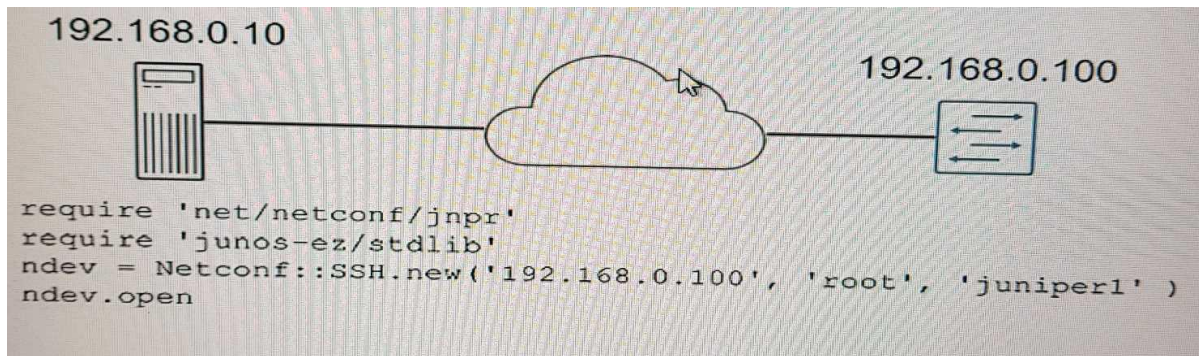 192.168.0.10
192.168.0.100
require 'net/netconf/jnpr'
require 'junos-ez/stdlib'
ndev = Netconf::SSH.new('192.168.0.100', 'root', 'juniper1' )
ndev.open